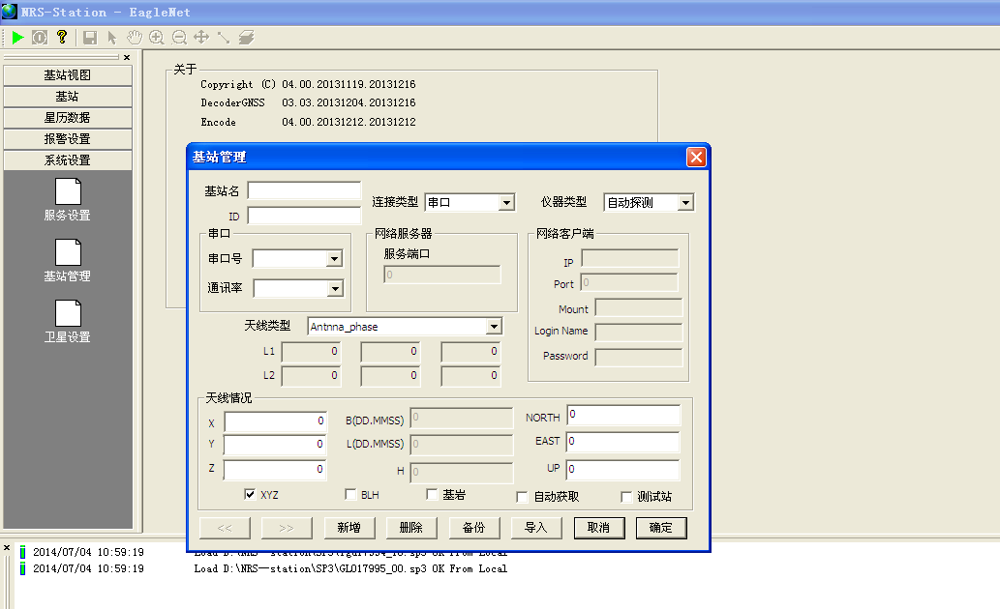 NRS-Station - EagleNet
基站视图
基站
星历数据
报警设置
系统设置
服务设置
基站管理
卫星设置
关于
Copyright (C) 04.00.20131119.20131216
DecoderGNSS 03.03.20131204.20131216
Encode 04.00.20131212.20131212
基站管理
基站名
ID
连接类型 串口
仪器类型 自动探测
串口
串口号
通讯率
网络服务器
服务端口
0
网络客户端
IP
Port 0
Mount
Login Name
Password
天线类型 Antnna_phase
L1 0 0 0
L2 0 0 0
天线情况
X 0 B(DD.MMSS) 0 NORTH 0
Y 0 L(DD.MMSS) 0 EAST 0
Z 0 H 0 UP 0
XYZ BLH 基岩 自动获取 测试站
<< >> 新增 删除 备份 导入 取消 确定
2014/07/04 10:59:19 OK From Local
2014/07/04 10:59:19 Load D:\NRS-station\SP3\GL017995_00.sp3 OK From Local